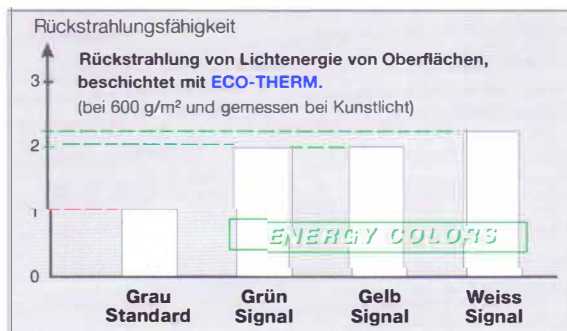 Rückstrahlungsfähigkeit
Rückstrahlung von Lichtenergie von Oberflächen,
beschichtet mit ECO-THERM.
(bei 600 g/m² und gemessen bei Kunstlicht)
3
2
1
0
ENERGY COLORS
Grau Grün Gelb Weiss
Standard Signal Signal Signal